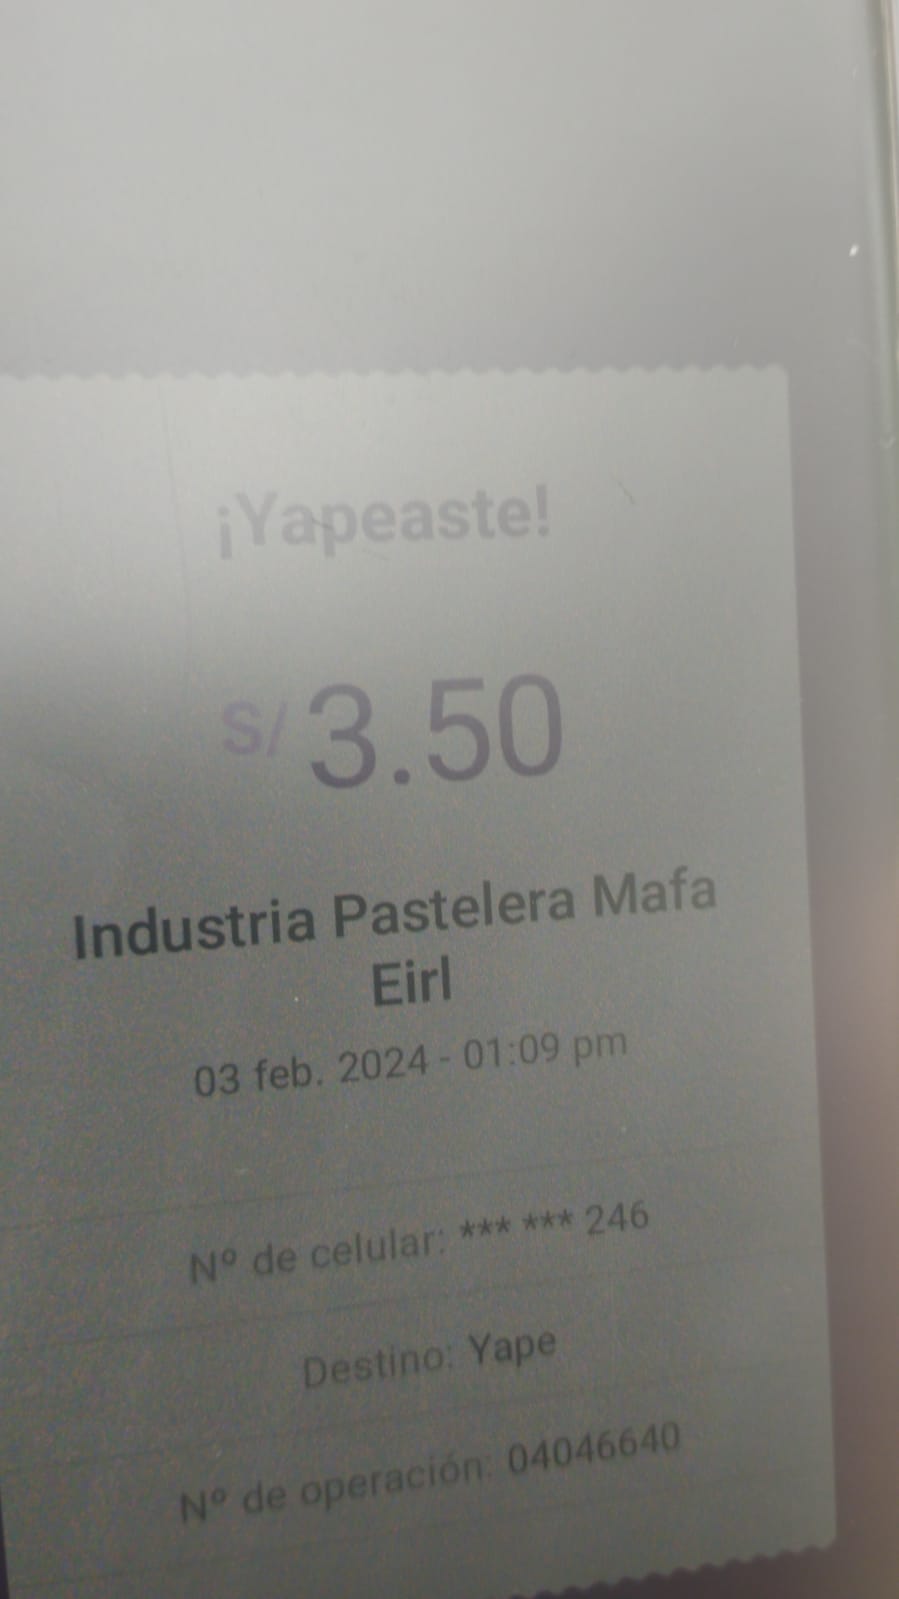 ¡Yapeaste!
S/ 3.50
Industria Pastelera Mafa
Eirl
03 feb. 2024 - 01:09 pm
Nº de celular: *** *** 246
Destino: Yape
Nº de operación: 04046640